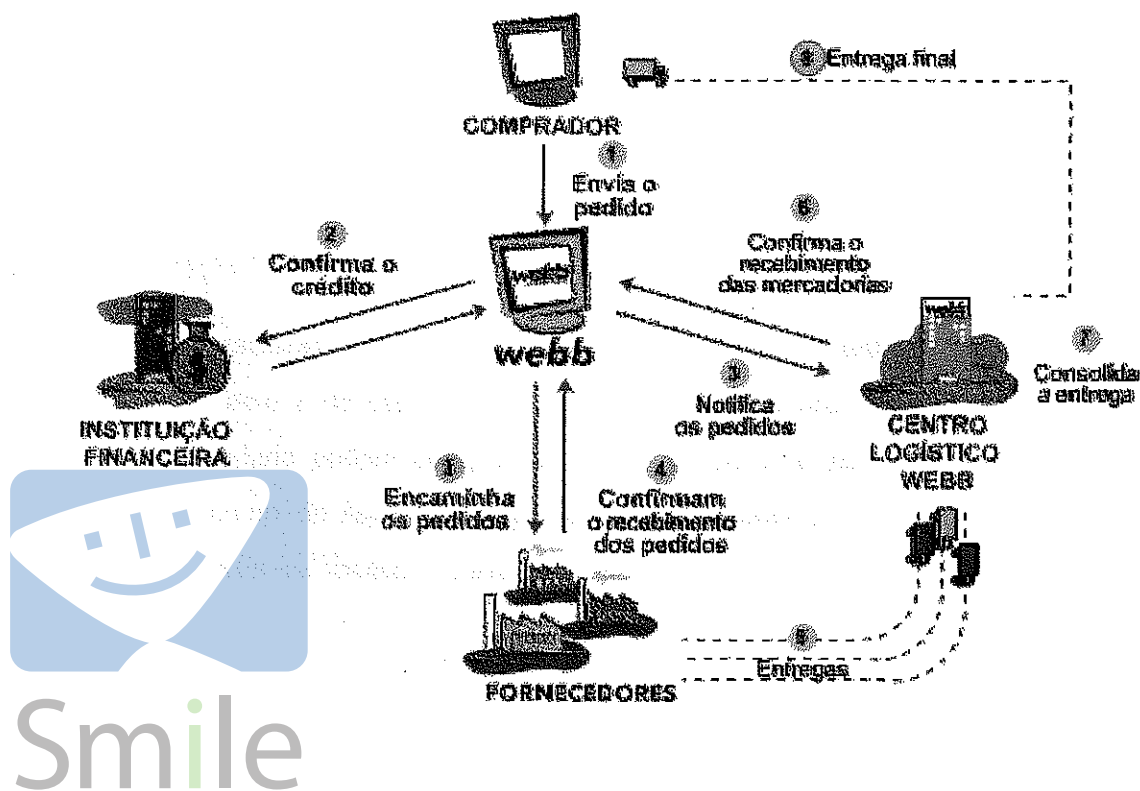 8 Entrega final
COMPRADOR
1
Envia o
pedido
2
Confirma o
crédito
6
Confirma o
recebimento
das mercadorias
webb
webb
webb
7
Consolida
a entrega
3
Notifica
os pedidos
INSTITUIÇÃO
FINANCEIRA
CENTRO
LOGÍSTICO
WEBB
3
Encaminha
os pedidos
4
Confirmam
o recebimento
dos pedidos
5
Entregas
FORNECEDORES
Smile